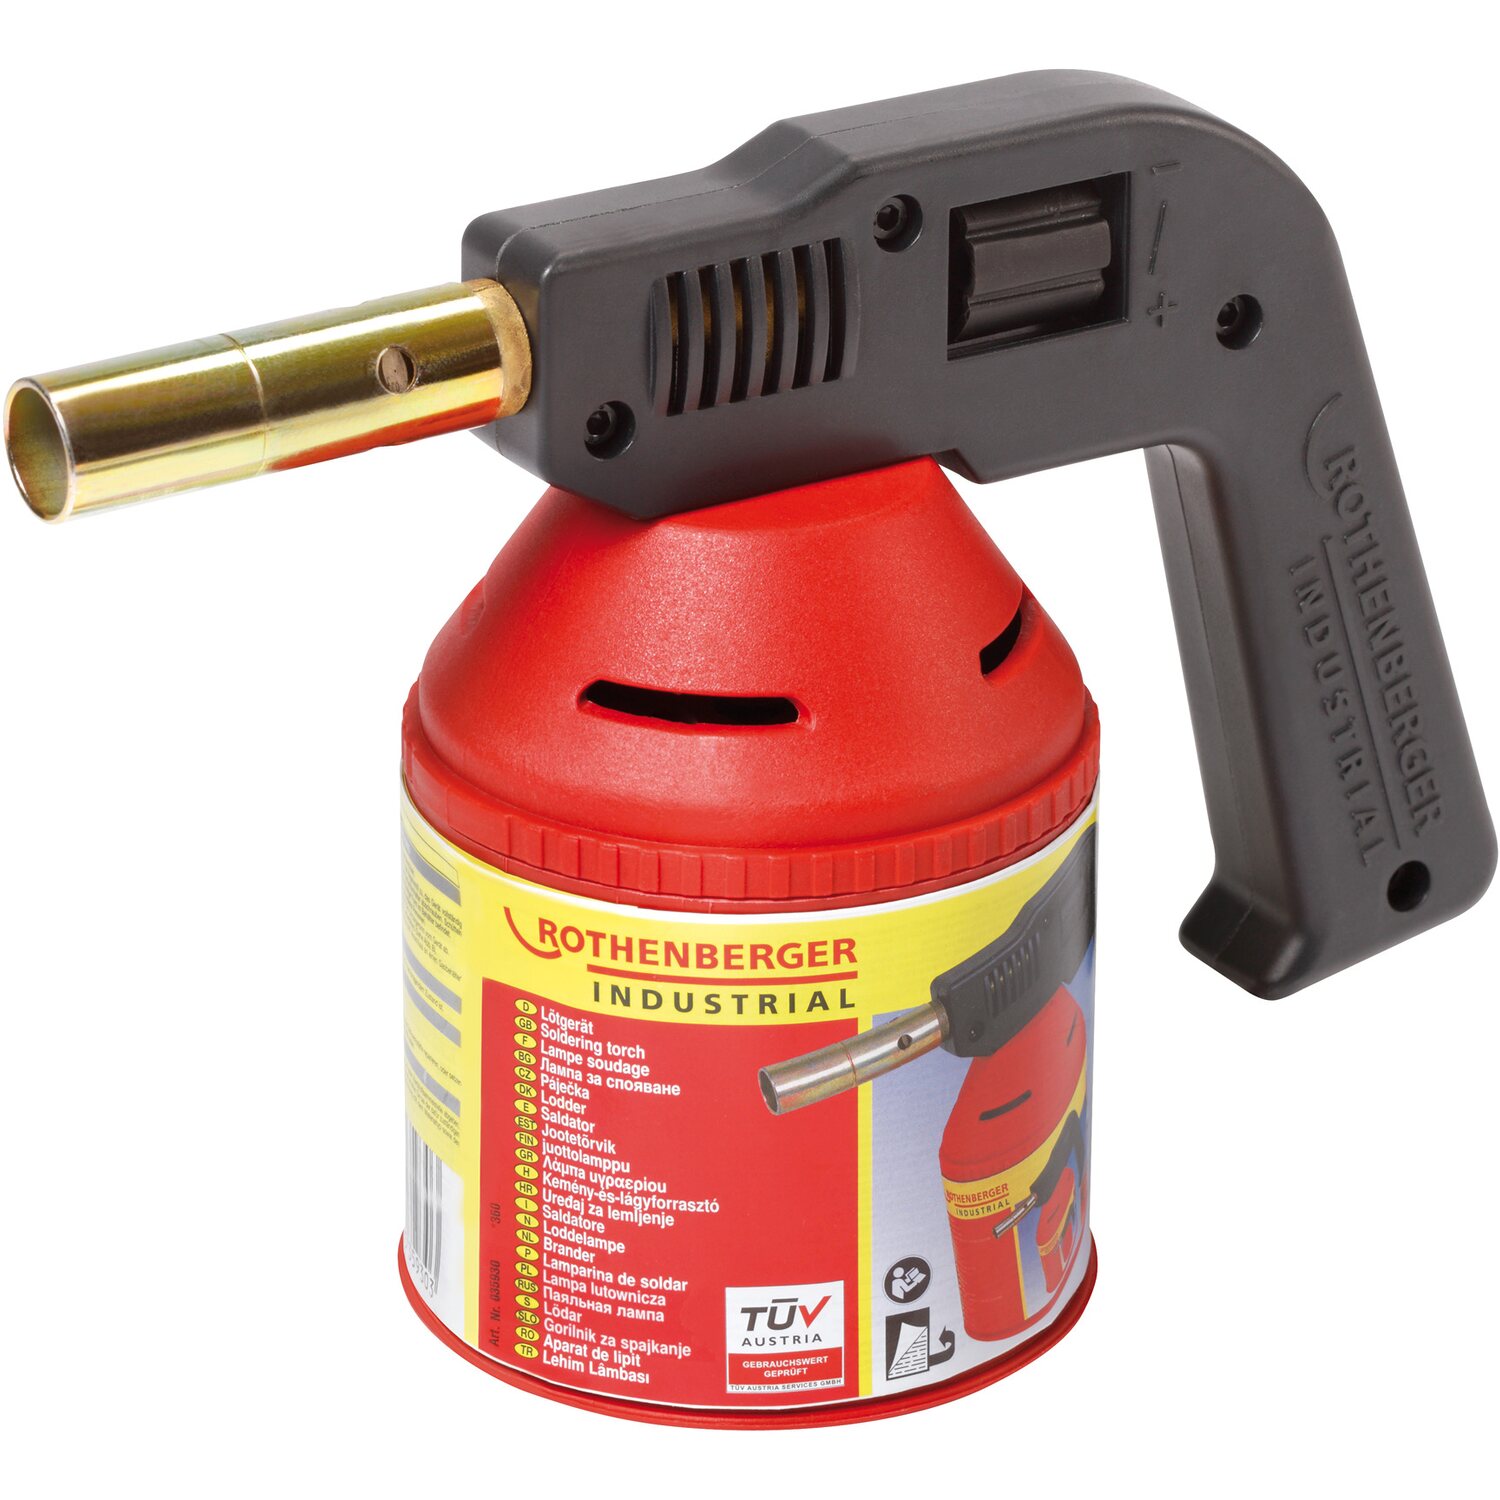 ROTHENBERGER
INDUSTRIAL
ROTHENBERGER
INDUSTRIAL
D Lötgerät
GB Soldering torch
F Lampe soudage
BG Лампа за спояване
CZ Páječka
DK Lodder
E Saldator
EST Jootetõrvik
FIN juottolamppu
GR Λάμπα υγραεριου
H Kemény-és-lágyforrasztó
HR Uređaj za lemljenje
I Saldatore
N Loddelampe
NL Brander
P Lamparina de soldar
PL Lampa lutownicza
RUS Паяльная лампа
S Lödar
SLO Gorilnik za spajkanje
RO Aparat de lipit
TR Lehim Lâmbası
Art. Nr. 035930 *360
TÜV
AUSTRIA
GEBRAUCHSWERT
GEPRÜFT
TÜV AUSTRIA SERVICES GMBH
ROTHENBERGER
INDUSTRIAL